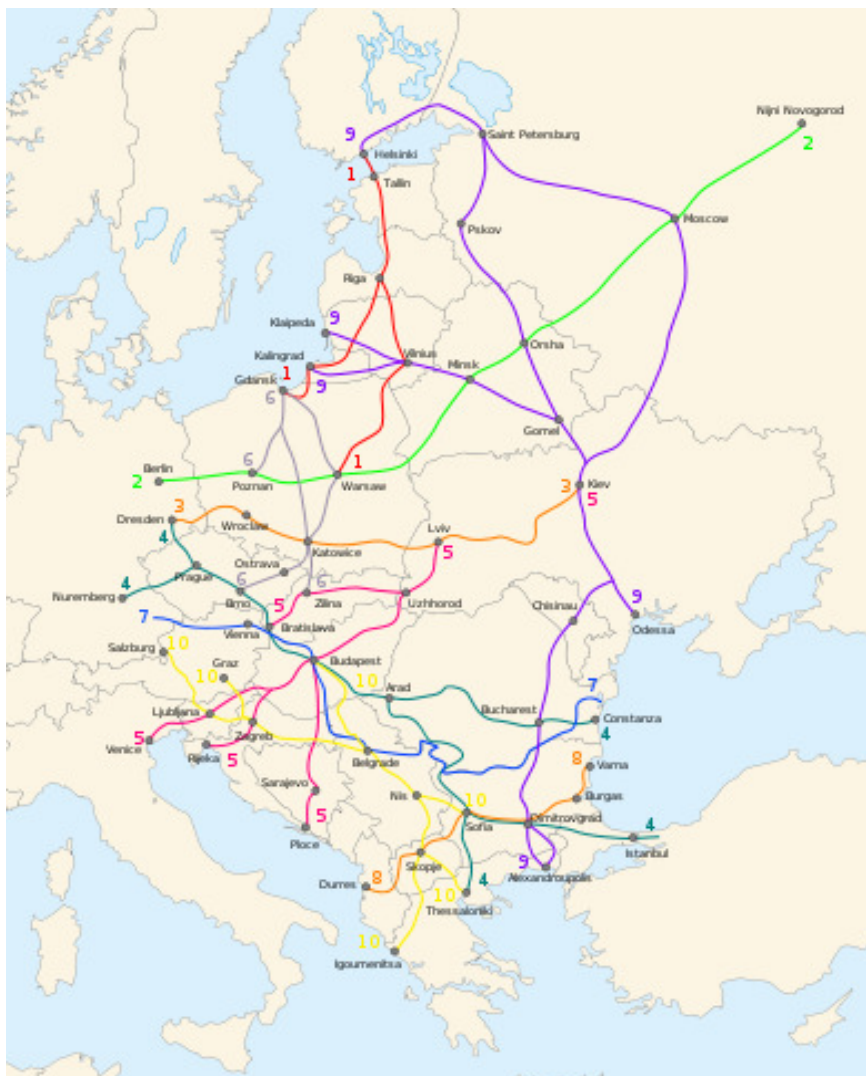 Nijni Novogorod
2
9
Saint Petersburg
Helsinki
1
Tallin
Moscow
Pskov
Riga
Klaipeda
9
Orsha
Kalingrad
Vilnius
Minsk
1
Gdansk
9
6
Gomel
Berlin
6
1
2
Poznan
Warsaw
Kiev
3
5
3
Dresden
Wroclaw
Lviv
4
Katowice
5
Ostrava
Prague
4
6
6
Nuremberg
Brno
Zilina
Uzhhorod
9
5
Chisinau
7
Vienna
Bratislava
Odessa
Salzburg
10
Graz
Budapest
10
10
Arad
7
Ljubljana
Bucharest
Constanza
Zagreb
4
5
Venice
Rijeka
5
Belgrade
8
Varna
Sarajevo
Nis
10
Burgas
5
Sofia
Dimitrovgrad
4
Ploce
Istanbul
Skopje
9
8
Alexandroupolis
Durres
10
4
Thessaloniki
10
Igoumenitsa